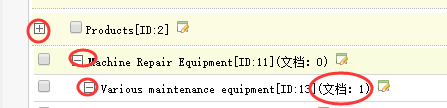 Products[ID:2]
Machine Repair Equipment[ID:11](文档：0)
Various maintenance equipment[ID:13](文档：1)